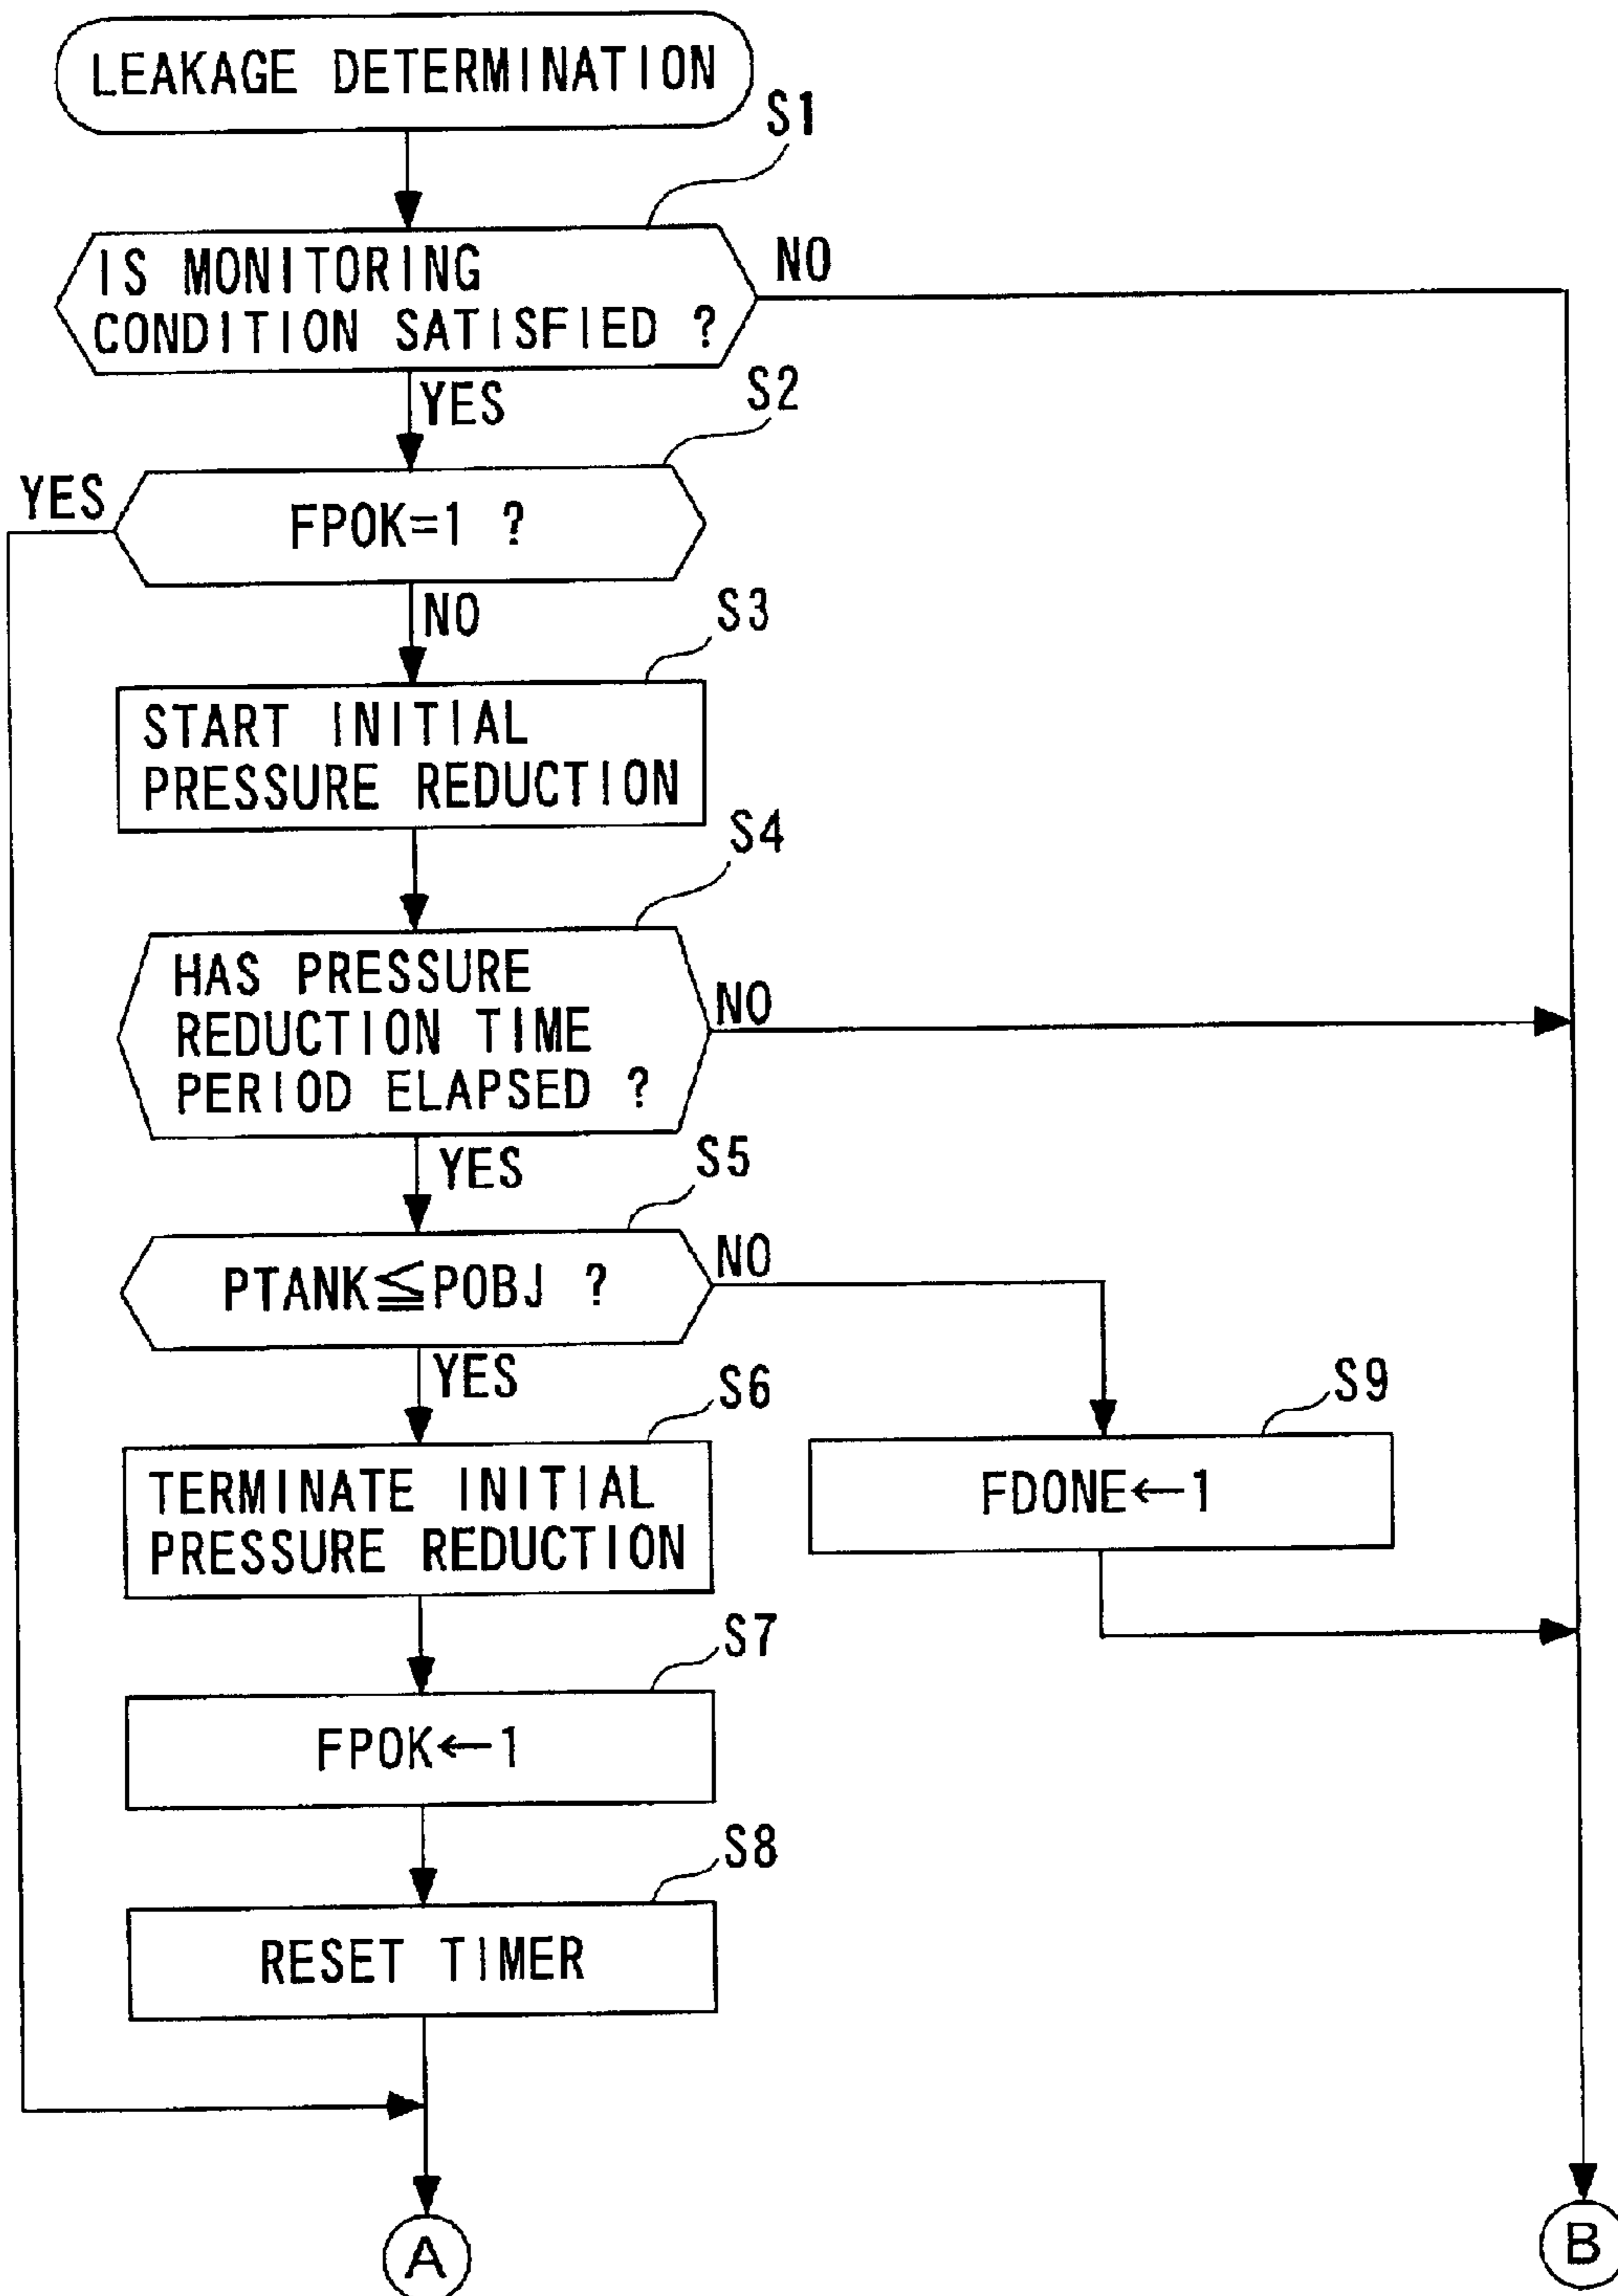 LEAKAGE DETERMINATION
S1
IS MONITORING
CONDITION SATISFIED ?
NO
YES
S2
YES
FPOK=1 ?
NO
S3
START INITIAL
PRESSURE REDUCTION
S4
HAS PRESSURE
REDUCTION TIME
PERIOD ELAPSED ?
NO
YES
S5
PTANK≦POBJ ?
NO
YES
S6
TERMINATE INITIAL
PRESSURE REDUCTION
S9
FDONE←1
S7
FPOK←1
S8
RESET TIMER
A
B